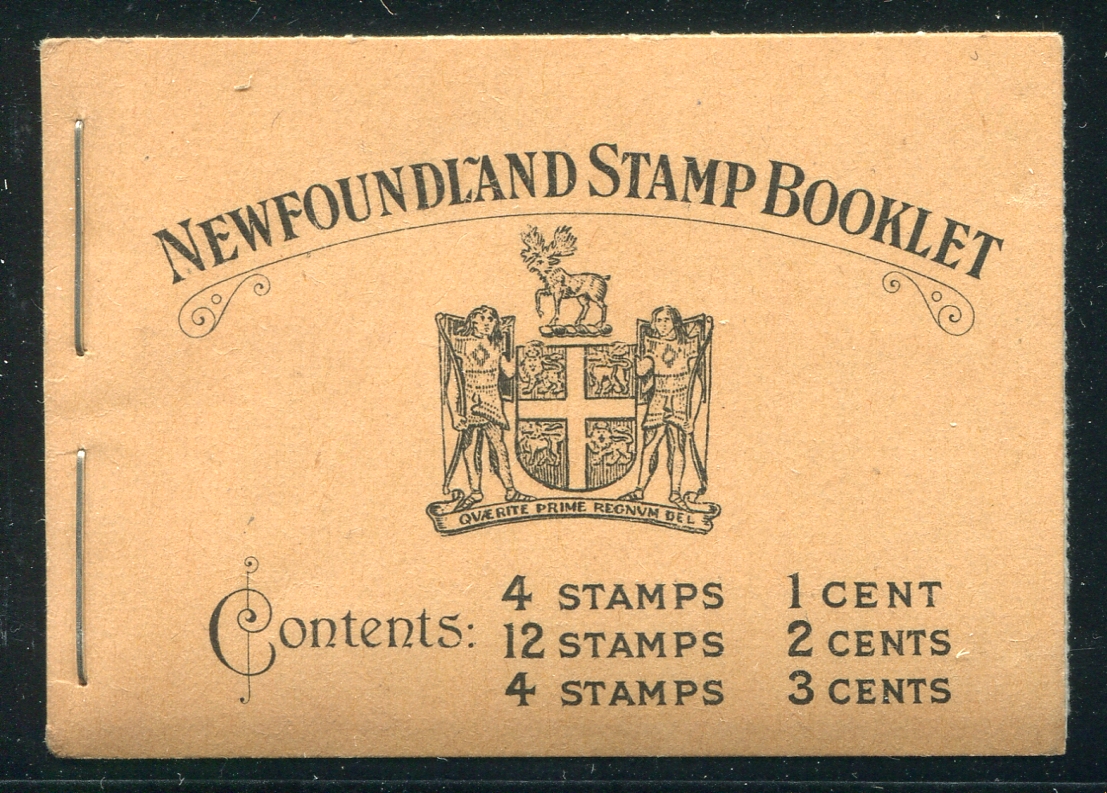 NEWFOUNDLAND STAMP BOOKLET
QVÆRITE PRIME REGNVM DEL
Contents:
4 STAMPS 1 CENT
12 STAMPS 2 CENTS
4 STAMPS 3 CENTS